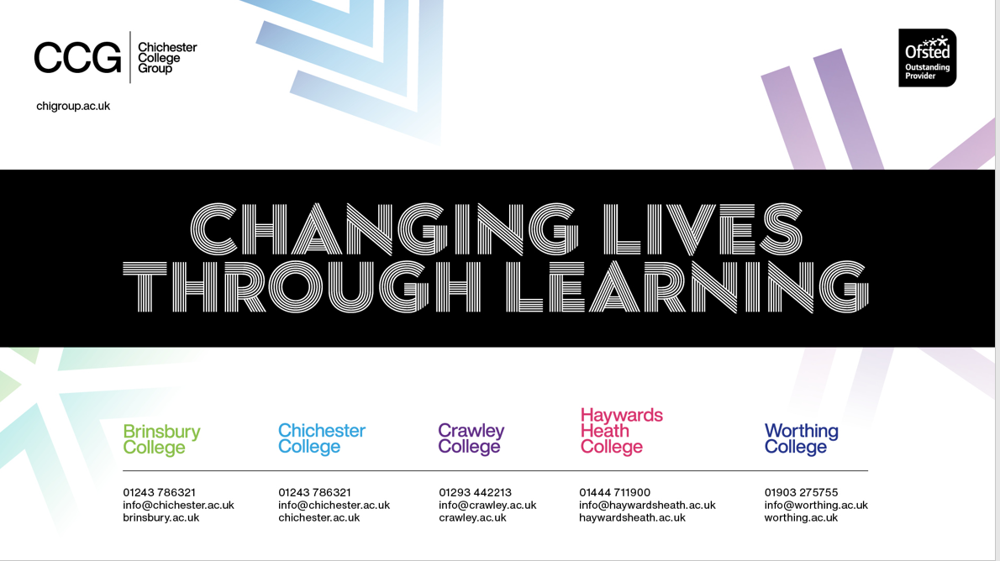 CCG
Chichester
College
Group
chigroup.ac.uk
Ofsted
Outstanding
Provider
CHANGING LIVES
THROUGH LEARNING
Brinsbury
College
01243 786321
info@chichester.ac.uk
brinsbury.ac.uk
Chichester
College
01243 786321
info@chichester.ac.uk
chichester.ac.uk
Crawley
College
01293 442213
info@crawley.ac.uk
crawley.ac.uk
Haywards
Heath
College
01444 711900
info@haywardsheath.ac.uk
haywardsheath.ac.uk
Worthing
College
01903 275755
info@worthing.ac.uk
worthing.ac.uk